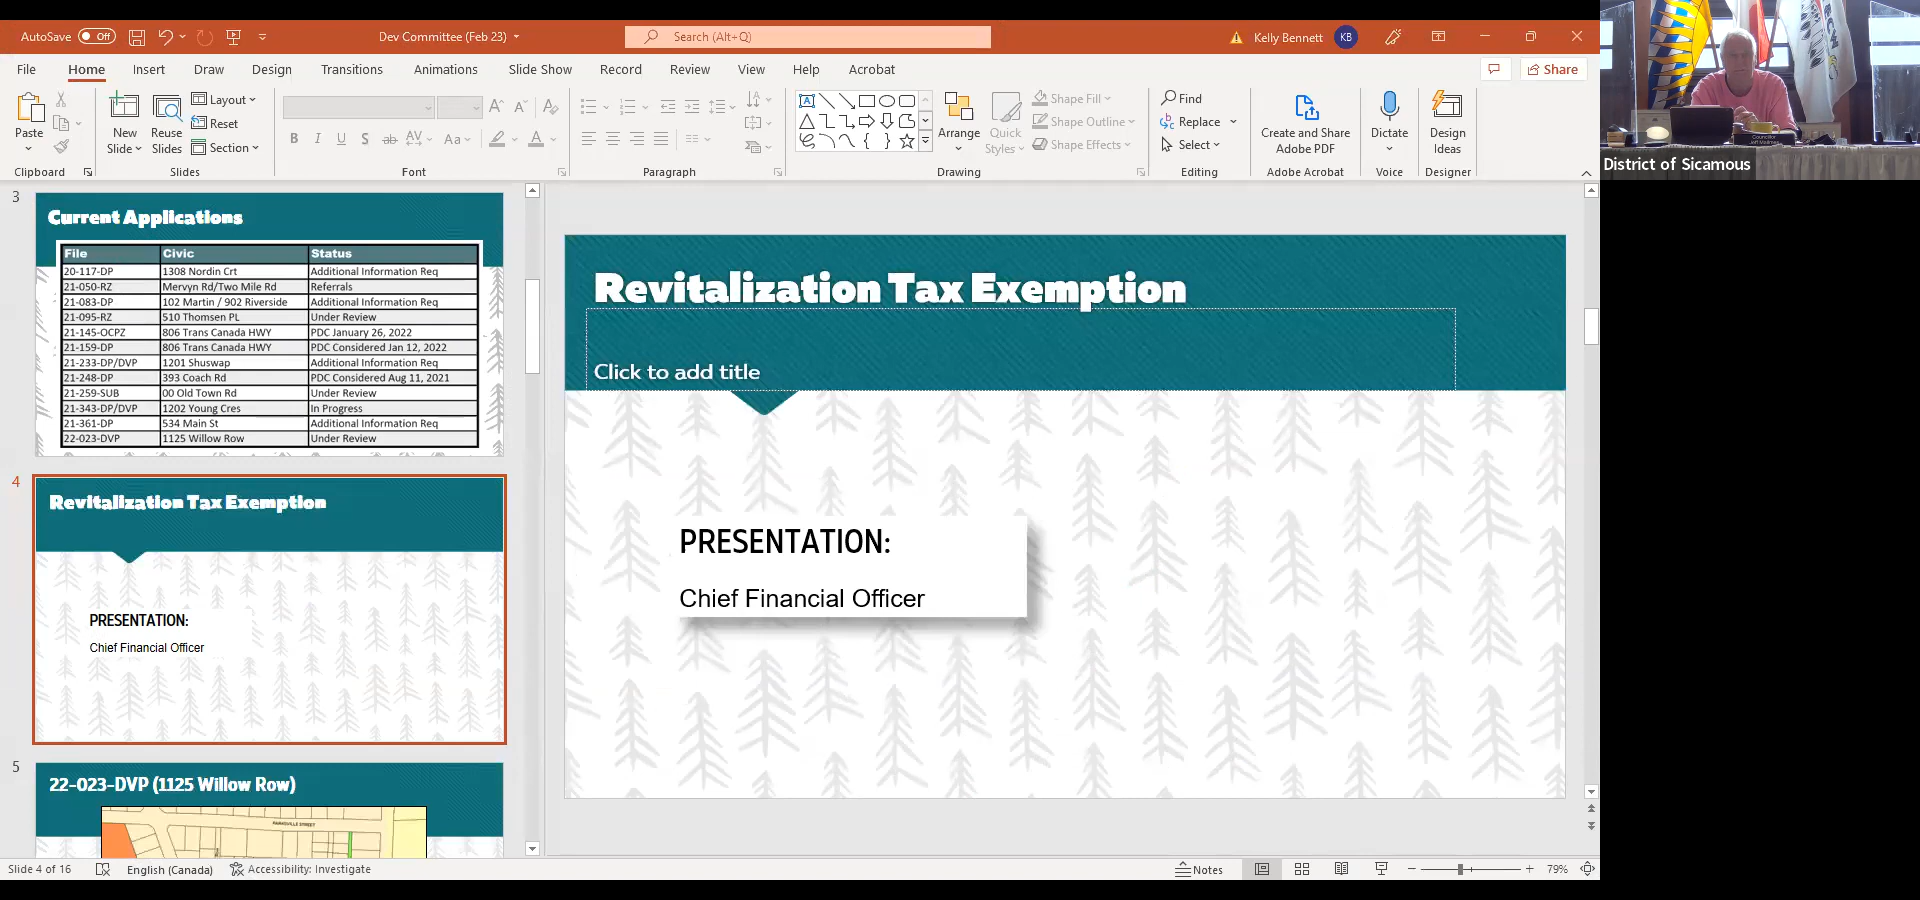 AutoSave Off
Dev Committee (Feb 23)
Search (Alt+Q)
Kelly Bennett KB
File Home Insert Draw Design Transitions Animations Slide Show Record Review View Help Acrobat Share
Paste
Clipboard
New Slide
Reuse Slides
Layout
Reset
Section
Slides
B I U S ab AV Aa A
Font
Paragraph
Arrange
Quick Styles
Shape Fill
Shape Outline
Shape Effects
Drawing
Find
Replace
Select
Editing
Create and Share Adobe PDF
Adobe Acrobat
Dictate
Voice
Design Ideas
Designer
District of Sicamous
3
Current Applications
File Civic Status
20-117-DP 1308 Nordin Crt Additional Information Req
21-050-RZ Mervyn Rd/Two Mile Rd Referrals
21-083-DP 102 Martin / 902 Riverside Additional Information Req
21-095-RZ 510 Thomsen PL Under Review
21-145-OCPZ 806 Trans Canada HWY PDC January 26, 2022
21-159-DP 806 Trans Canada HWY PDC Considered Jan 12, 2022
21-233-DP/DVP 1201 Shuswap Additional Information Req
21-248-DP 393 Coach Rd PDC Considered Aug 11, 2021
21-259-SUB 00 Old Town Rd Under Review
21-343-DP/DVP 1202 Young Cres In Progress
21-361-DP 534 Main St Additional Information Req
22-023-DVP 1125 Willow Row Under Review
4
Revitalization Tax Exemption
PRESENTATION:
Chief Financial Officer
5
22-023-DVP (1125 Willow Row)
Revitalization Tax Exemption
Click to add title
PRESENTATION:
Chief Financial Officer
Slide 4 of 16
English (Canada)
Accessibility: Investigate
Notes
79%